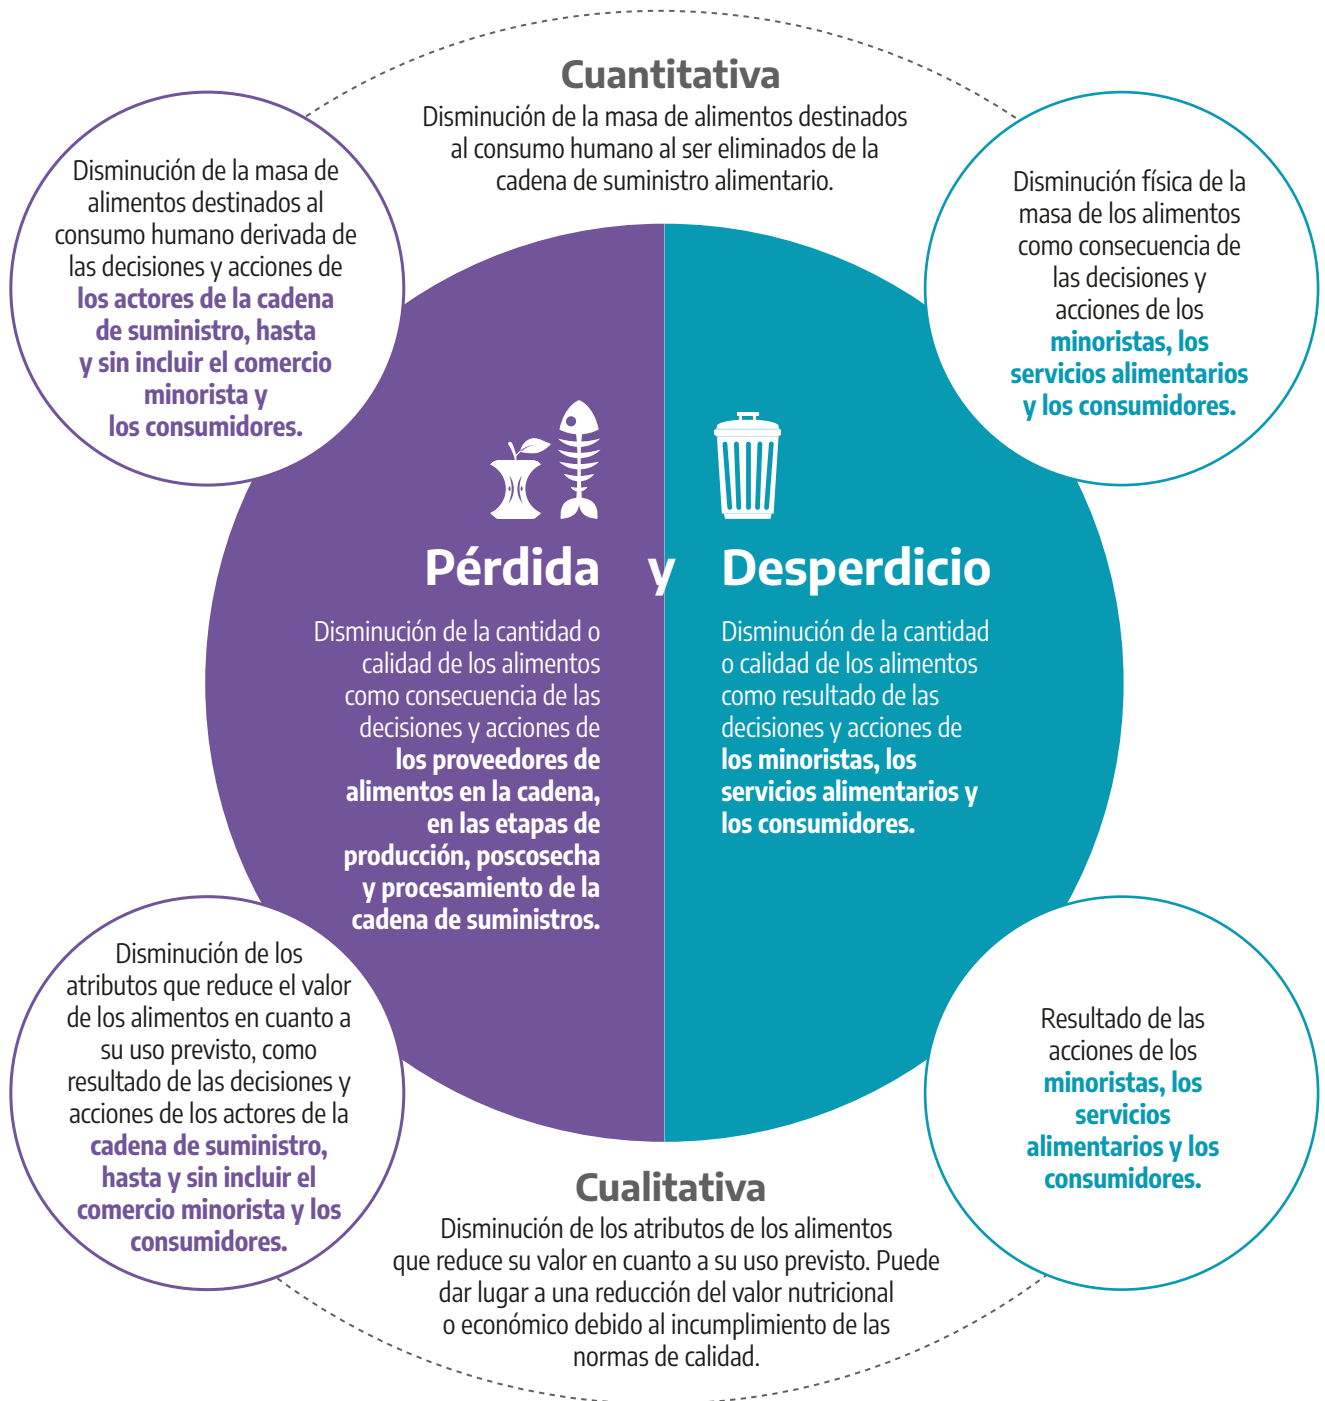 Cuantitativa
Disminución de la masa de alimentos destinados
al consumo humano al ser eliminados de la
cadena de suministro alimentario.
Disminución de la masa de
alimentos destinados al
consumo humano derivada de
las decisiones y acciones de
los actores de la cadena
de suministro, hasta
y sin incluir el comercio
minorista y
los consumidores.
Disminución física de la
masa de los alimentos
como consecuencia de
las decisiones y
acciones de los
minoristas, los
servicios alimentarios
y los consumidores.
Pérdida y Desperdicio
Disminución de la cantidad o
calidad de los alimentos
como consecuencia de las
decisiones y acciones de
los proveedores de
alimentos en la cadena,
en las etapas de
producción, poscosecha
y procesamiento de la
cadena de suministros.
Disminución de la cantidad
o calidad de los alimentos
como resultado de las
decisiones y acciones de
los minoristas, los
servicios alimentarios y
los consumidores.
Disminución de los
atributos que reduce el valor
de los alimentos en cuanto a
su uso previsto, como
resultado de las decisiones y
acciones de los actores de la
cadena de suministro,
hasta y sin incluir el
comercio minorista y los
consumidores.
Resultado de las
acciones de los
minoristas, los
servicios
alimentarios y los
consumidores.
Cualitativa
Disminución de los atributos de los alimentos
que reduce su valor en cuanto a su uso previsto. Puede
dar lugar a una reducción del valor nutricional
o económico debido al incumplimiento de las
normas de calidad.